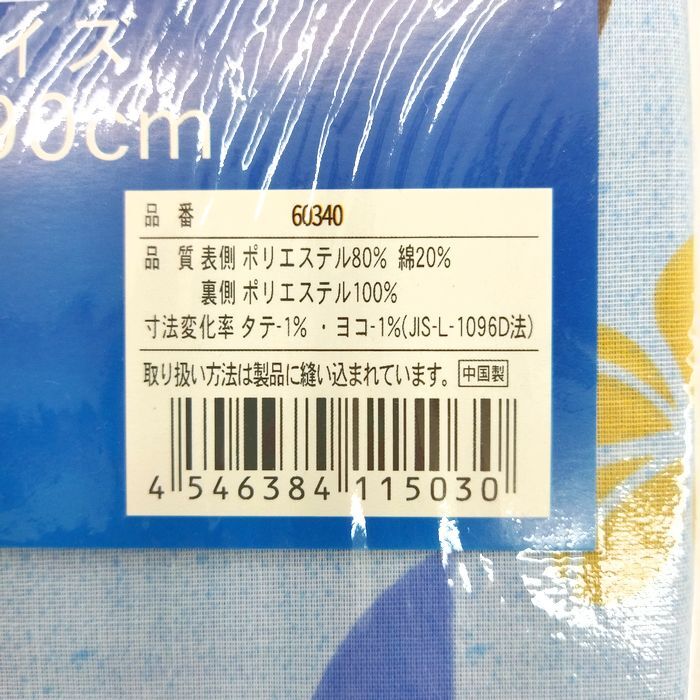 イズ
90cm
品 番 60340
品 質 表側 ポリエステル80% 綿20%
裏側 ポリエステル100%
寸法変化率 タテ-1% ・ ヨコ-1%(JIS-L-1096D法)
取り扱い方法は製品に縫い込まれています。 中国製
4 546384 115030